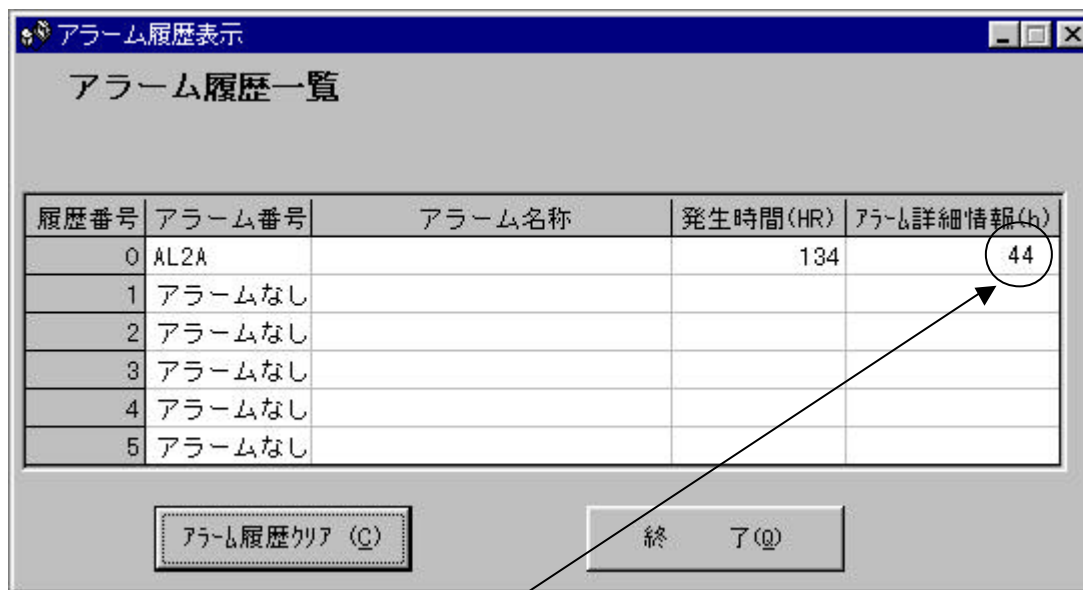 アラーム履歴表示
アラーム履歴一覧
履歴番号 アラーム番号 アラーム名称 発生時間(HR) ｱﾗｰﾑ詳細情報(h)
0 AL2A 134 44
1 アラームなし
2 アラームなし
3 アラームなし
4 アラームなし
5 アラームなし
ｱﾗｰﾑ履歴ｸﾘｱ (C) 終 了(Q)